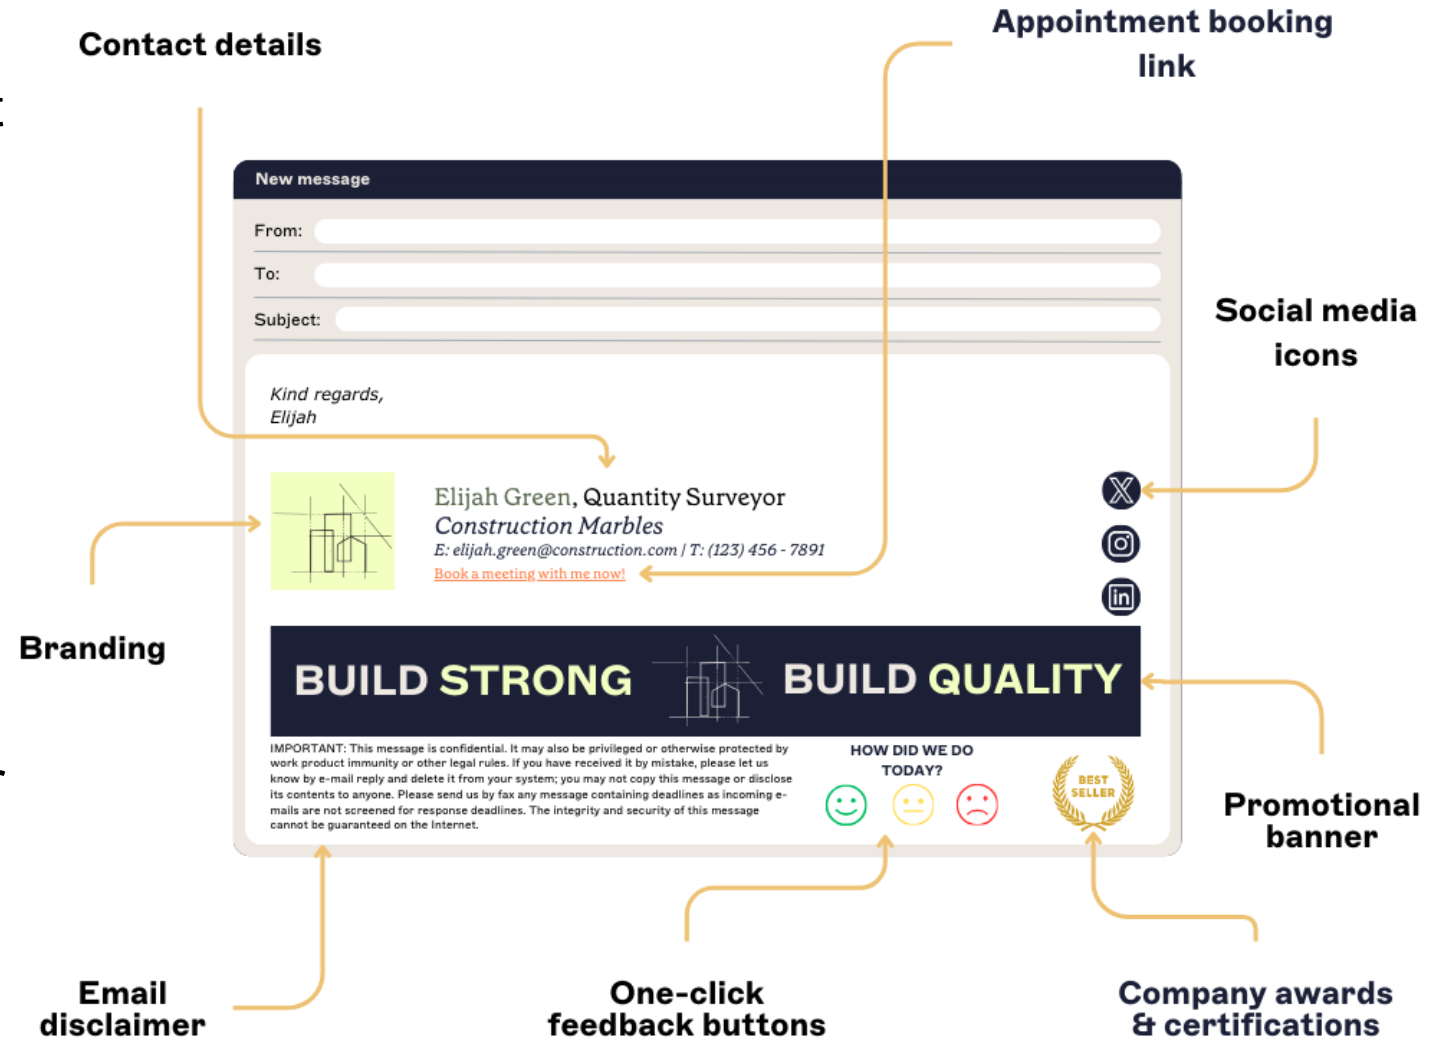 Contact details
Appointment booking
link
New message
From:
To:
Subject:
Social media
icons
Kind regards,
Elijah
Elijah Green, Quantity Surveyor
Construction Marbles
E: elijah.green@construction.com | T: (123) 456 - 7891
Book a meeting with me now!
in
Branding
BUILD STRONG BUILD QUALITY
IMPORTANT: This message is confidential. It may also be privileged or otherwise protected by
work product immunity or other legal rules. If you have received it by mistake, please let us
know by e-mail reply and delete it from your system; you may not copy this message or disclose
its contents to anyone. Please send us by fax any message containing deadlines as incoming e-
mails are not screened for response deadlines. The integrity and security of this message
cannot be guaranteed on the Internet.
HOW DID WE DO
TODAY?
BEST
SELLER
Promotional
banner
Email
disclaimer
One-click
feedback buttons
Company awards
& certifications